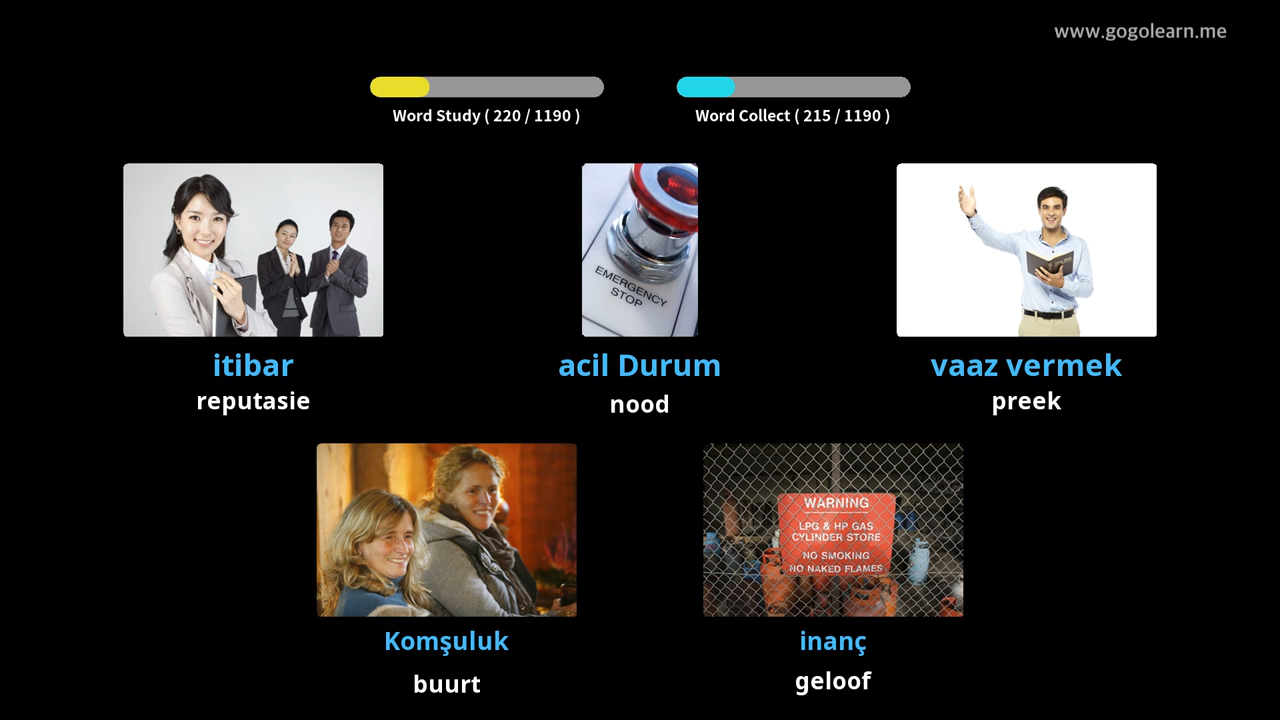 www.gogolearn.me
Word Study ( 220 / 1190 )
Word Collect ( 215 / 1190 )
EMERGENCY
STOP
itibar
acil Durum
vaaz vermek
reputasie
nood
preek
WARNING
LPG & HP GAS
CYLINDER STORE
NO SMOKING
NO NAKED FLAMES
Komşuluk
inanç
buurt
geloof